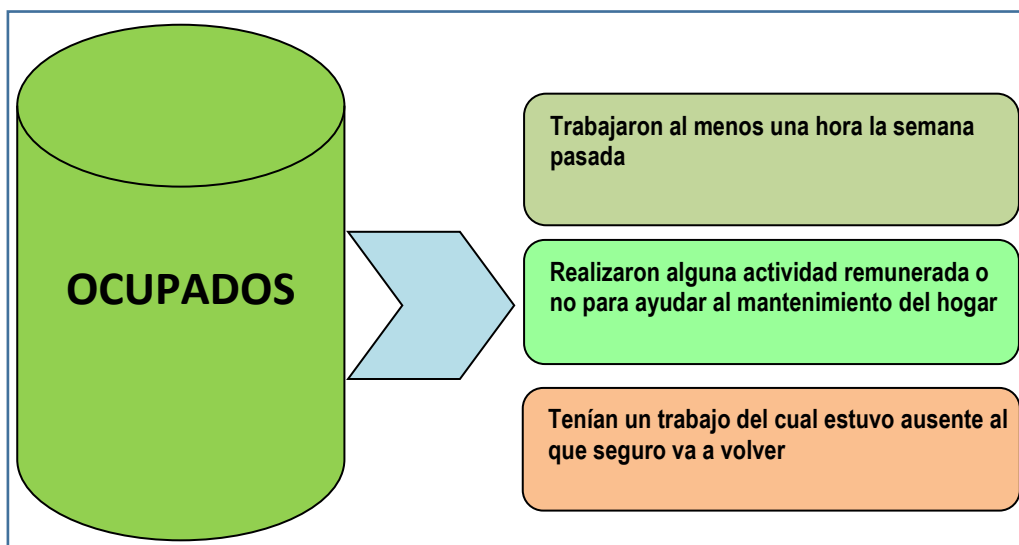 OCUPADOS
Trabajaron al menos una hora la semana
pasada
Realizaron alguna actividad remunerada o
no para ayudar al mantenimiento del hogar
Tenían un trabajo del cual estuvo ausente al
que seguro va a volver